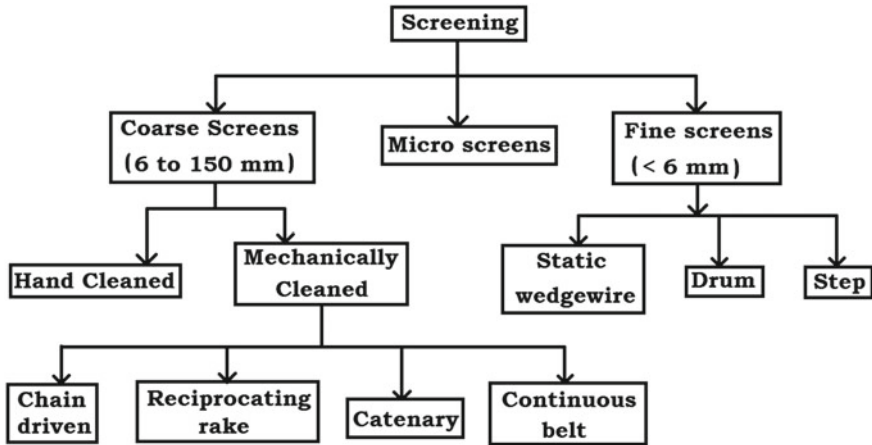 Screening
Coarse Screens
(6 to 150 mm)
Micro screens
Fine screens
(< 6 mm)
Hand Cleaned
Mechanically
Cleaned
Static
wedgewire
Drum
Step
Chain
driven
Reciprocating
rake
Catenary
Continuous
belt